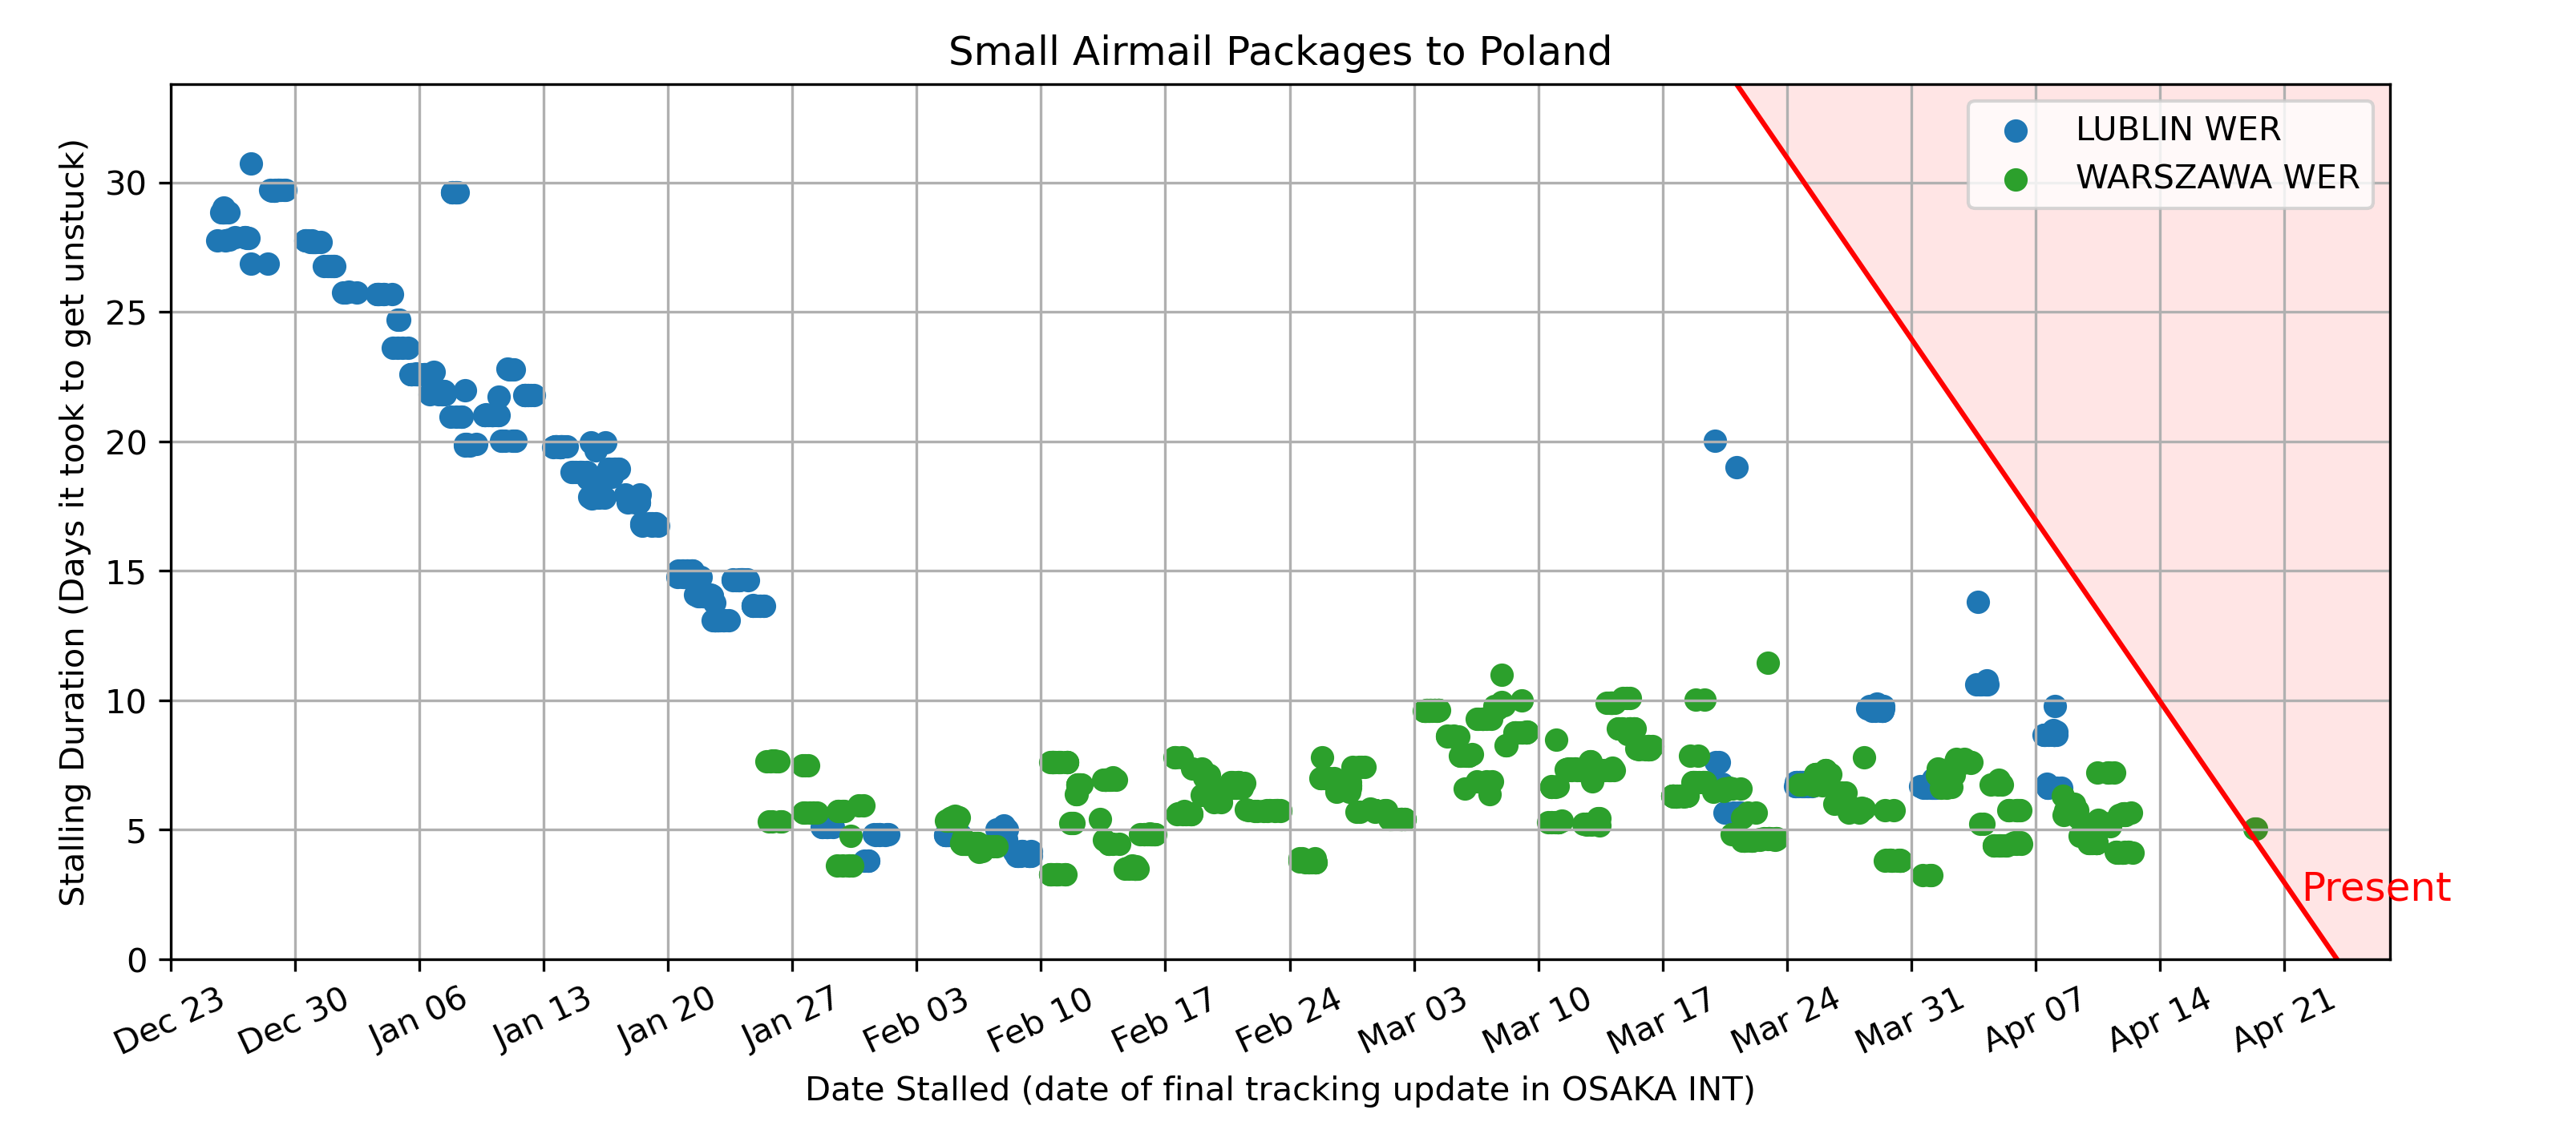 Small Airmail Packages to Poland
LUBLIN WER
WARSZAWA WER
Stalling Duration (Days it took to get unstuck)
30
25
20
15
10
5
0
Present
Dec 23
Dec 30
Jan 06
Jan 13
Jan 20
Jan 27
Feb 03
Feb 10
Feb 17
Feb 24
Mar 03
Mar 10
Mar 17
Mar 24
Mar 31
Apr 07
Apr 14
Apr 21
Date Stalled (date of final tracking update in OSAKA INT)